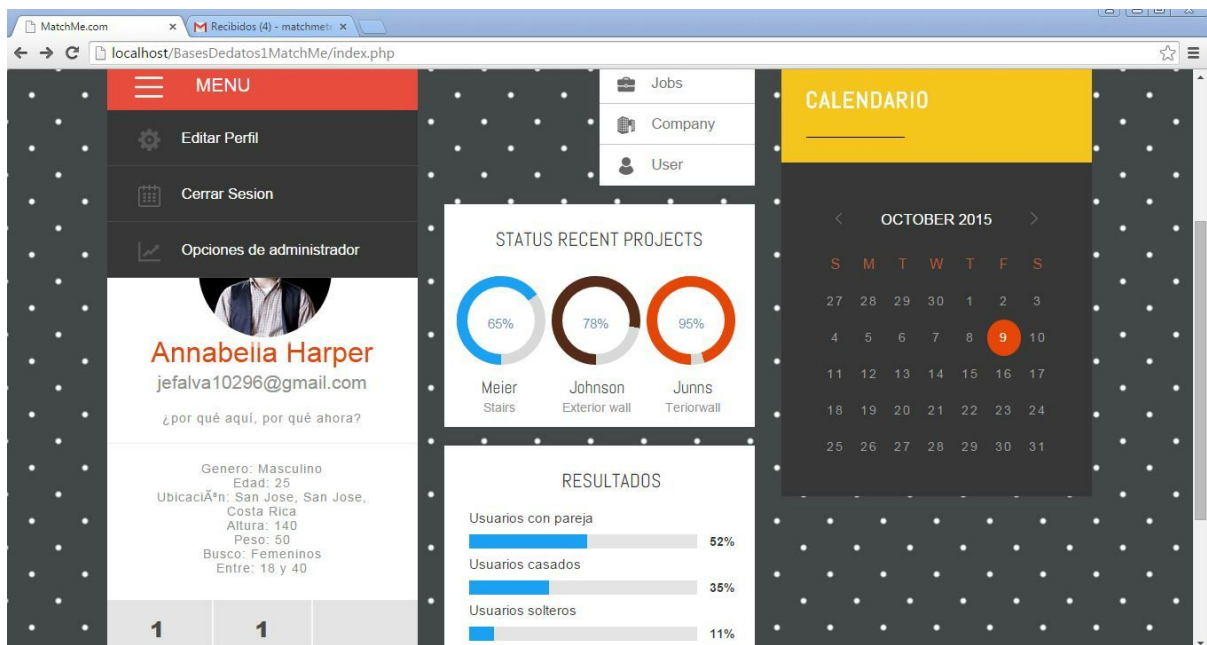 MatchMe.com
Recibidos (4) - matchmete
localhost/BasesDedatos1MatchMe/index.php
MENU
Editar Perfil
Cerrar Sesion
Opciones de administrador
Annabella Harper
jefalva10296@gmail.com
¿por qué aquí, por qué ahora?
Genero: Masculino
Edad: 25
UbicaciÃªn: San Jose, San Jose,
Costa Rica
Altura: 140
Peso: 50
Busco: Femeninos
Entre: 18 y 40
1 1
Jobs
Company
User
STATUS RECENT PROJECTS
65% 78% 95%
Meier Johnson Junns
Stairs Exterior wall Teriorwall
RESULTADOS
Usuarios con pareja
52%
Usuarios casados
35%
Usuarios solteros
11%
CALENDARIO
OCTOBER 2015
S M T W T F S
27 28 29 30 1 2 3
4 5 6 7 8 9 10
11 12 13 14 15 16 17
18 19 20 21 22 23 24
25 26 27 28 29 30 31